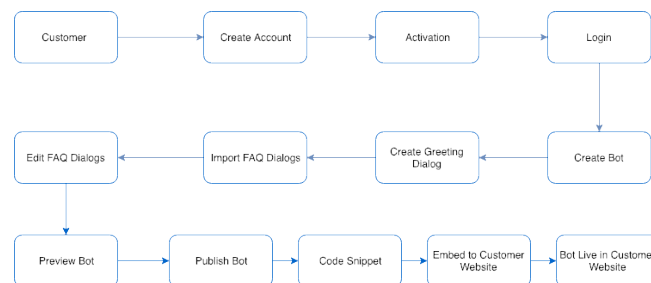 Customer
Create Account
Activation
Login
Edit FAQ Dialogs
Import FAQ Dialogs
Create Greeting
Dialog
Create Bot
Preview Bot
Publish Bot
Code Snippet
Embed to Customer
Website
Bot Live in Custome
Website